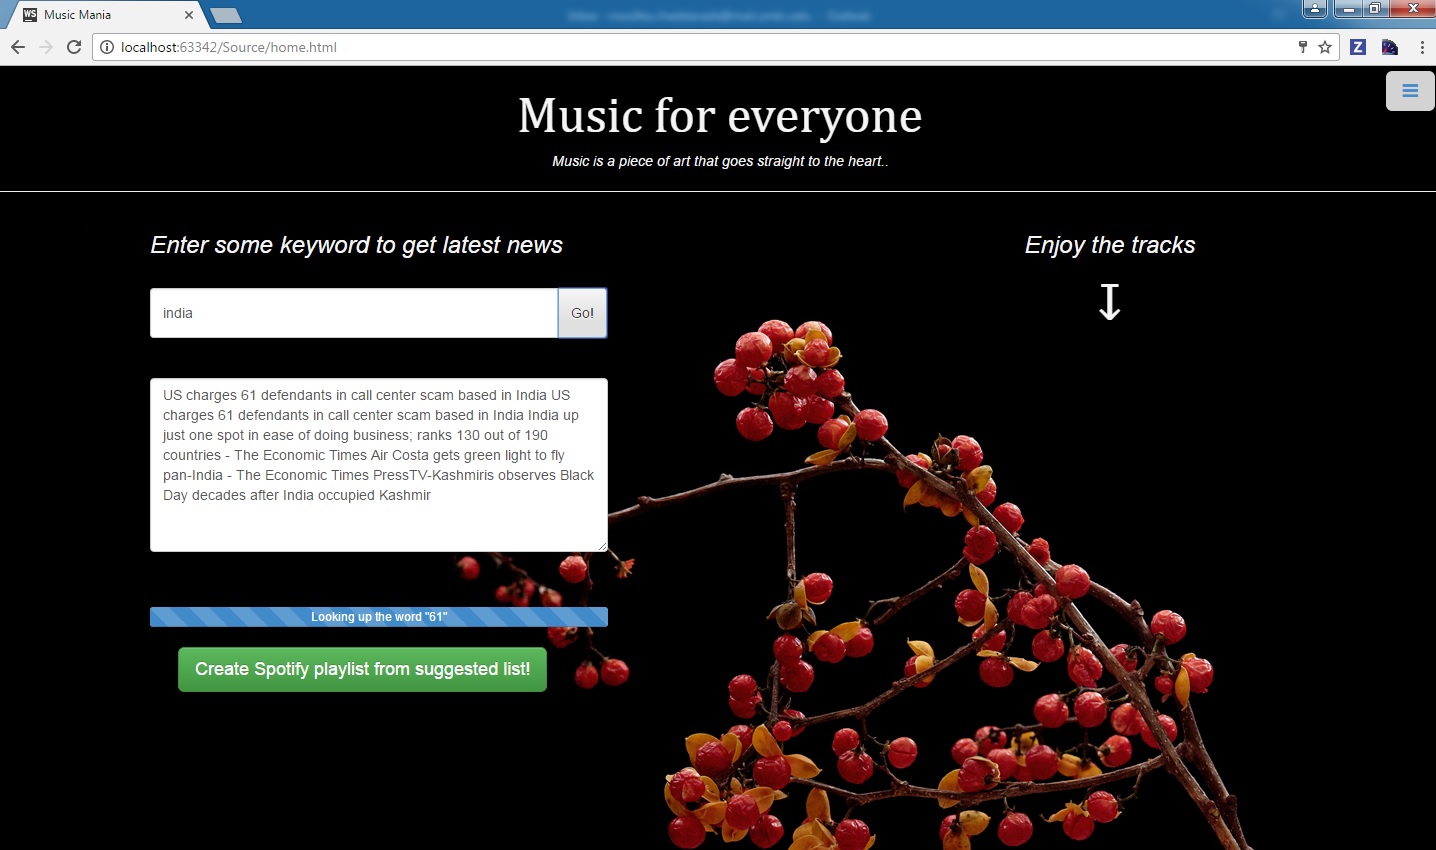 WS Music Mania
localhost:63342/Source/home.html
Z
Music for everyone
Music is a piece of art that goes straight to the heart..
Enter some keyword to get latest news
Enjoy the tracks
india
Go!
US charges 61 defendants in call center scam based in India US
charges 61 defendants in call center scam based in India India up
just one spot in ease of doing business; ranks 130 out of 190
countries - The Economic Times Air Costa gets green light to fly
pan-India - The Economic Times PressTV-Kashmiris observes Black
Day decades after India occupied Kashmir
Looking up the word "61"
Create Spotify playlist from suggested list!